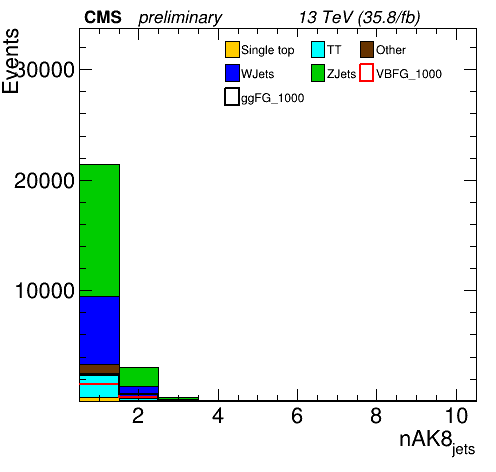 CMS preliminary 13 TeV (35.8/fb)
Events
Single top TT Other
WJets ZJets VBFG_1000
ggFG_1000
30000
20000
10000
2 4 6 8 10
nAK8jets